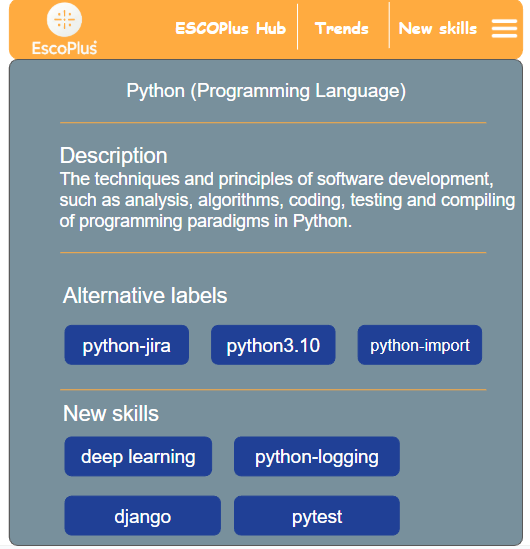 EscoPlus
ESCOPlus Hub
Trends
New skills
Python (Programming Language)
Description
The techniques and principles of software development,
such as analysis, algorithms, coding, testing and compiling
of programming paradigms in Python.
Alternative labels
python-jira
python3.10
python-import
New skills
deep learning
python-logging
django
pytest